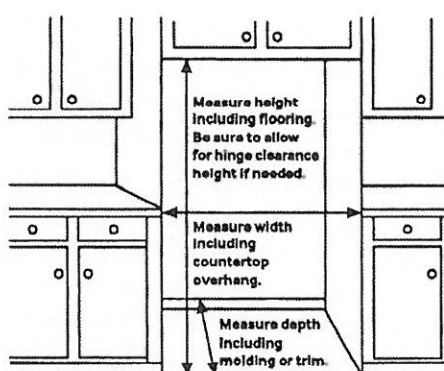 Measure height
including flooring.
Be sure to allow
for hinge clearance
height if needed.
Measure width
including
countertop
overhang.
Measure depth
including
molding or trim.